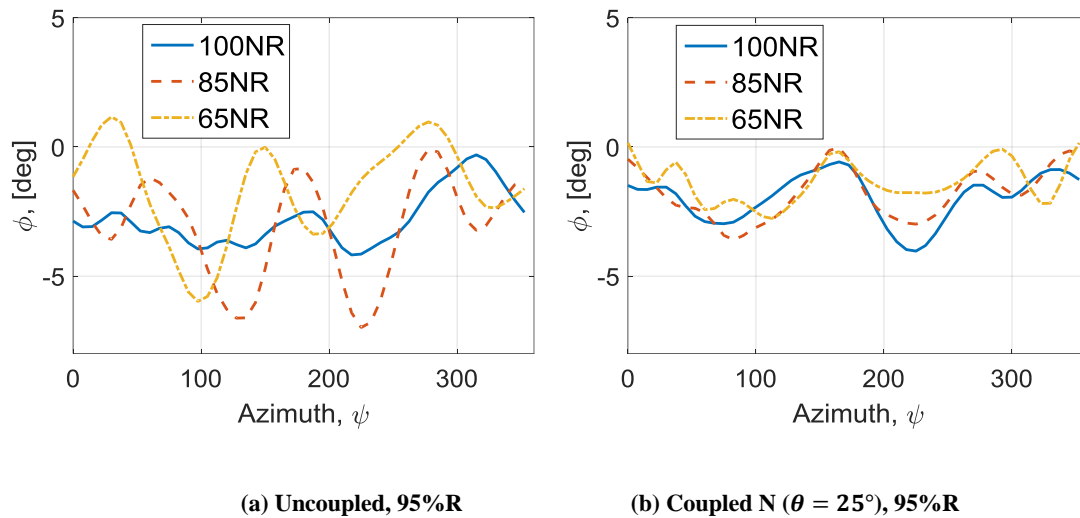 5
0
-5
ϕ, [deg]
100NR
85NR
65NR
0
100
200
300
Azimuth, ψ
(a) Uncoupled, 95%R
5
0
-5
ϕ, [deg]
100NR
85NR
65NR
0
100
200
300
Azimuth, ψ
(b) Coupled N (θ = 25°), 95%R